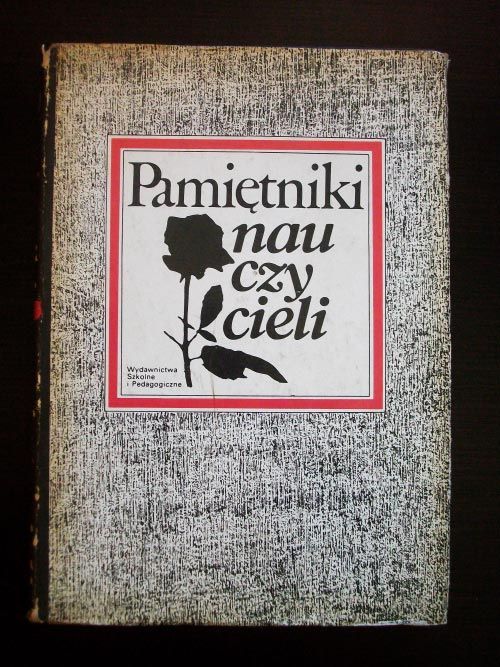 Pamiętniki
nau
czy
cieli
Wydawnictwa
Szkolne
i Pedagogiczne